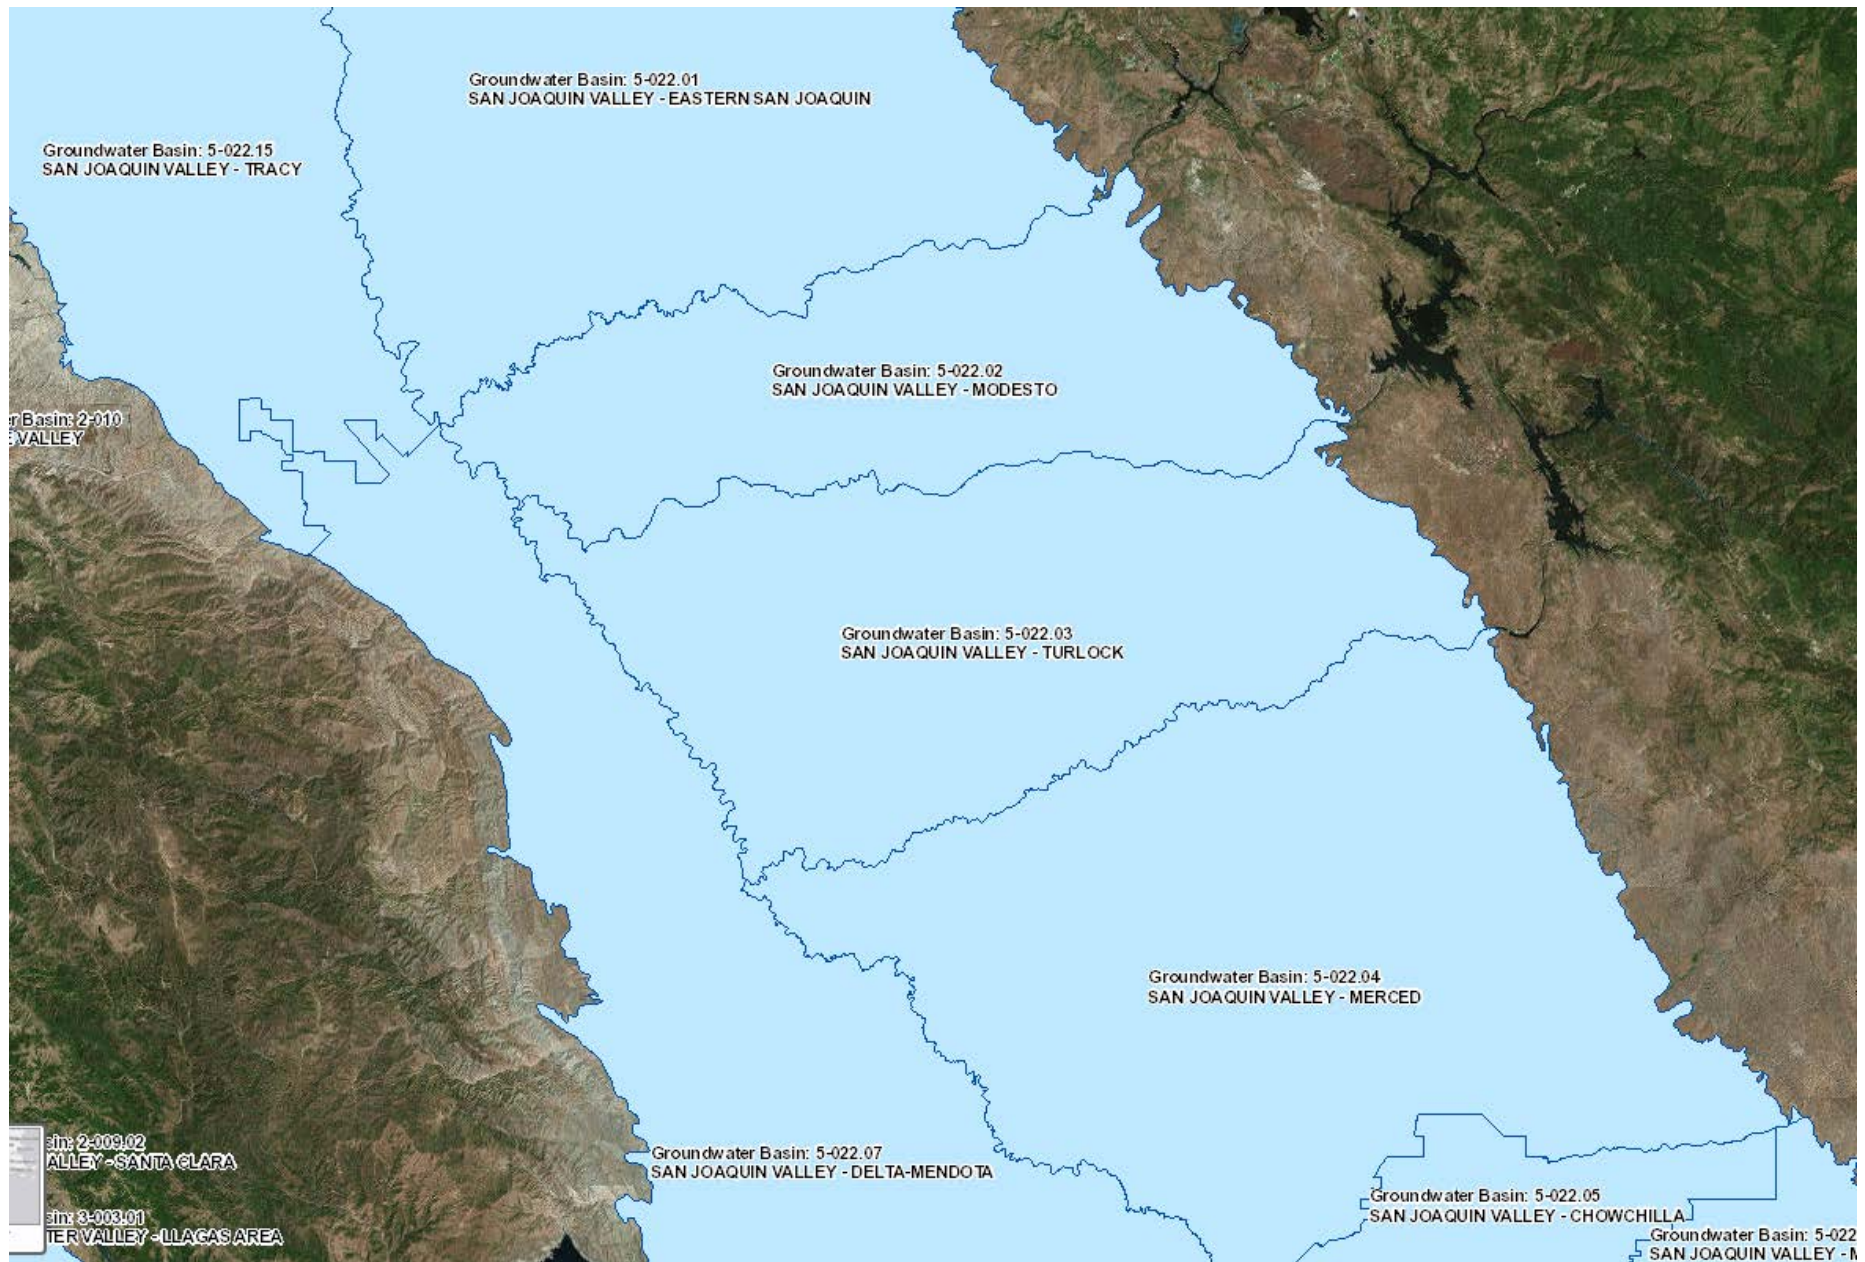 Groundwater Basin: 5-022.01
SAN JOAQUIN VALLEY - EASTERN SAN JOAQUIN
Groundwater Basin: 5-022.15
SAN JOAQUIN VALLEY - TRACY
Groundwater Basin: 5-022.02
SAN JOAQUIN VALLEY - MODESTO
r Basin: 2-010
E VALLEY
Groundwater Basin: 5-022.03
SAN JOAQUIN VALLEY - TURLOCK
Groundwater Basin: 5-022.04
SAN JOAQUIN VALLEY - MERCED
sin: 2-009.02
ALLEY - SANTA CLARA
Groundwater Basin: 5-022.07
SAN JOAQUIN VALLEY - DELTA-MENDOTA
Groundwater Basin: 5-022.05
SAN JOAQUIN VALLEY - CHOWCHILLA
sin: 3-003.01
TER VALLEY - LLAGAS AREA
Groundwater Basin: 5-022
SAN JOAQUIN VALLEY - M